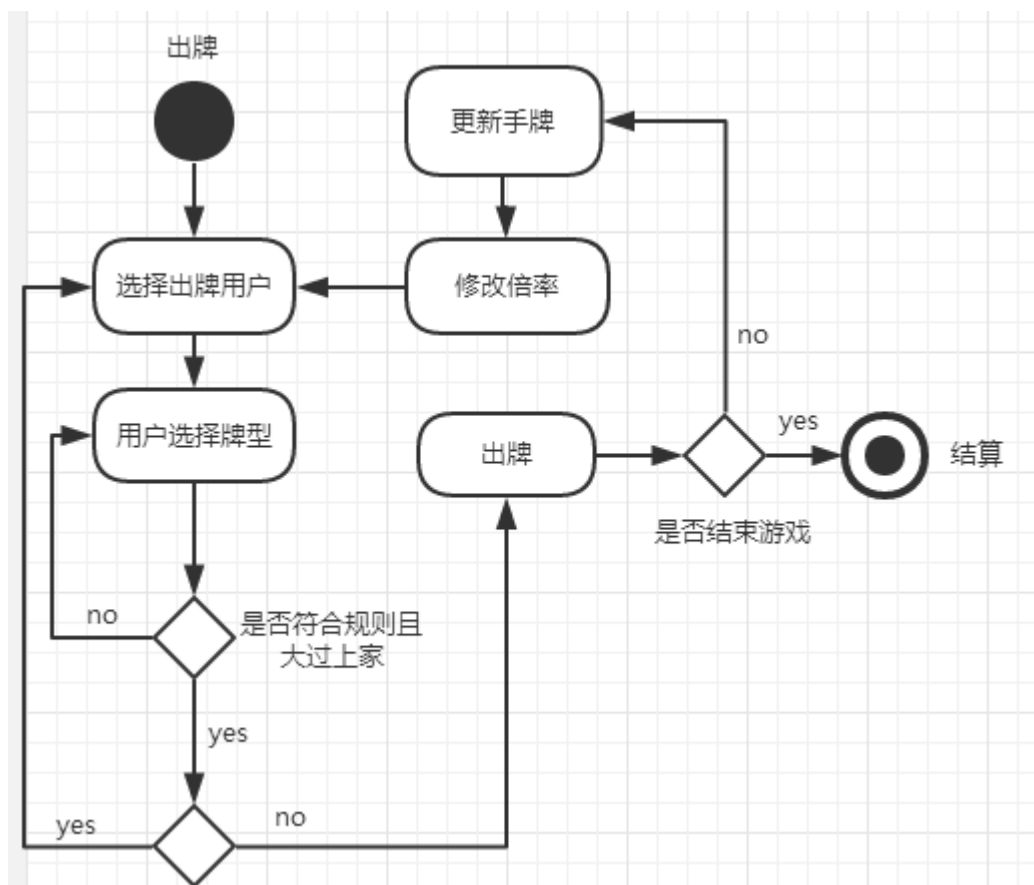 出牌
更新手牌
选择出牌用户
修改倍率
no
用户选择牌型
出牌
yes
结算
是否结束游戏
no
是否符合规则且
大过上家
yes
yes
no